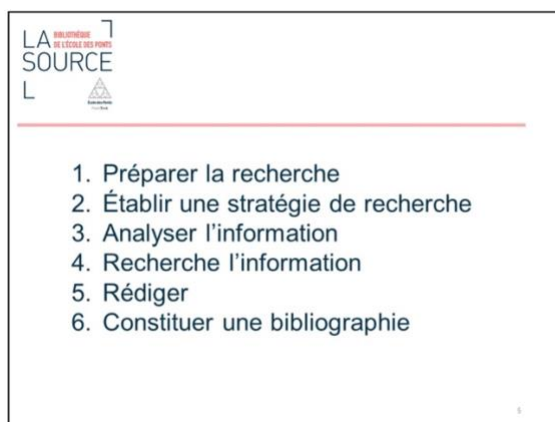 LA BIBLIOTHÈQUE
DE L'ÉCOLE DES PONTS
SOURCE
1. Préparer la recherche
2. Établir une stratégie de recherche
3. Analyser l'information
4. Recherche l'information
5. Rédiger
6. Constituer une bibliographie
5